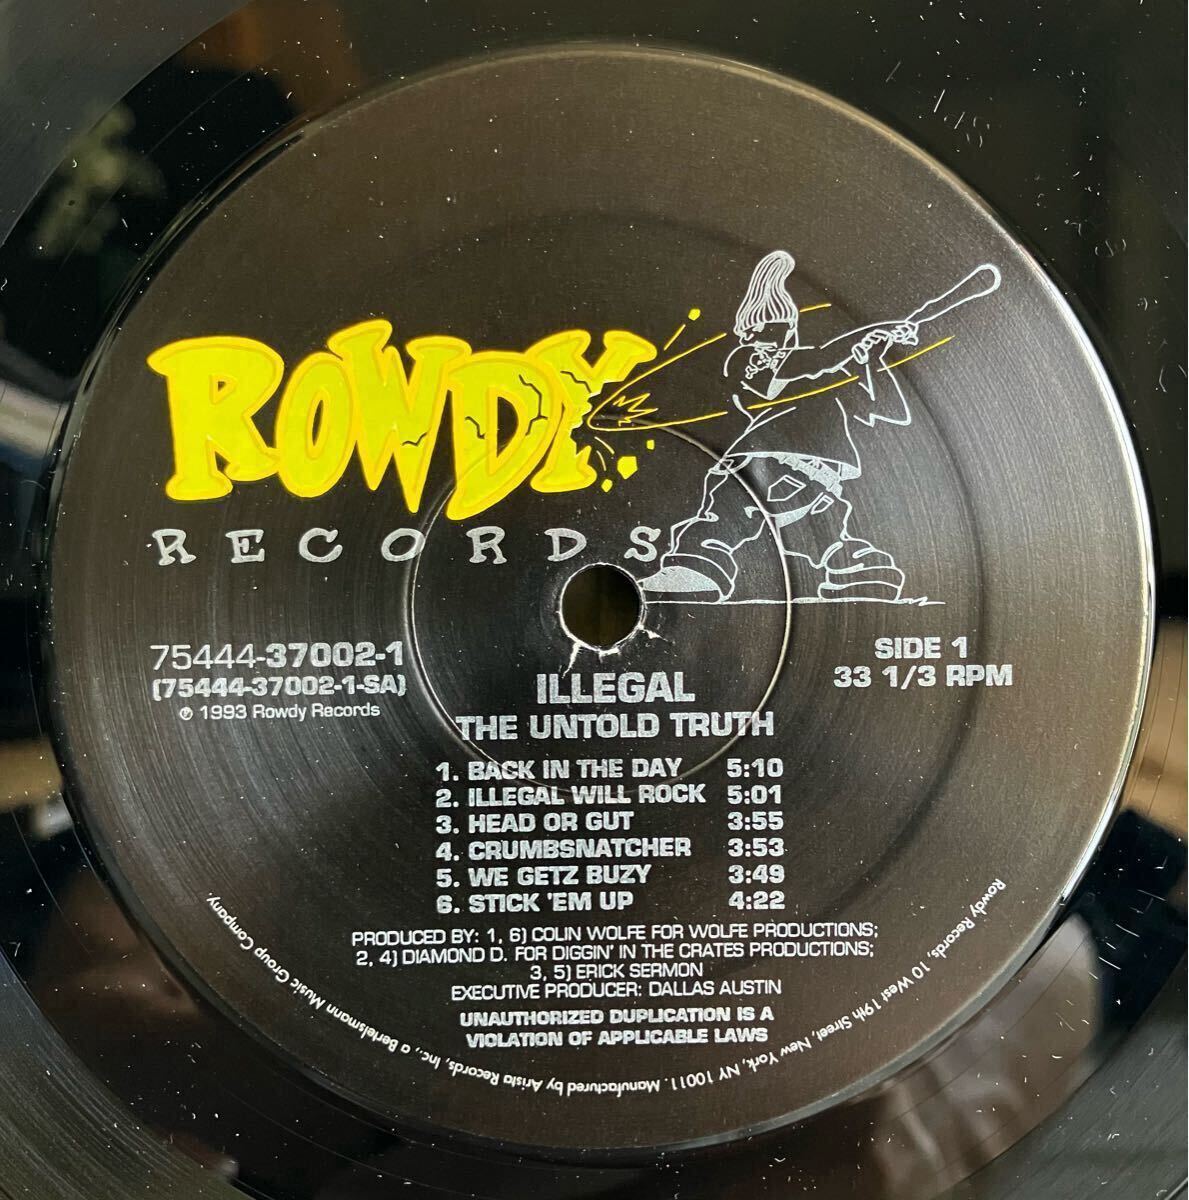 ROWDY
RECORDS
75444-37002-1
(75444-37002-1-SA)
℗ 1993 Rowdy Records
SIDE 1
33 1/3 RPM
ILLEGAL
THE UNTOLD TRUTH
1. BACK IN THE DAY 5:10
2. ILLEGAL WILL ROCK 5:01
3. HEAD OR GUT 3:55
4. CRUMBSNATCHER 3:53
5. WE GETZ BUZY 3:49
6. STICK 'EM UP 4:22
PRODUCED BY: 1, 6) COLIN WOLFE FOR WOLFE PRODUCTIONS;
2, 4) DIAMOND D. FOR DIGGIN' IN THE CRATES PRODUCTIONS;
3, 5) ERICK SERMON
EXECUTIVE PRODUCER: DALLAS AUSTIN
UNAUTHORIZED DUPLICATION IS A
VIOLATION OF APPLICABLE LAWS
Rowdy Records, 10 West 19th Street, New York, NY 10011. Manufactured by Arista Records, Inc., a Bertelsmann Music Group Company.